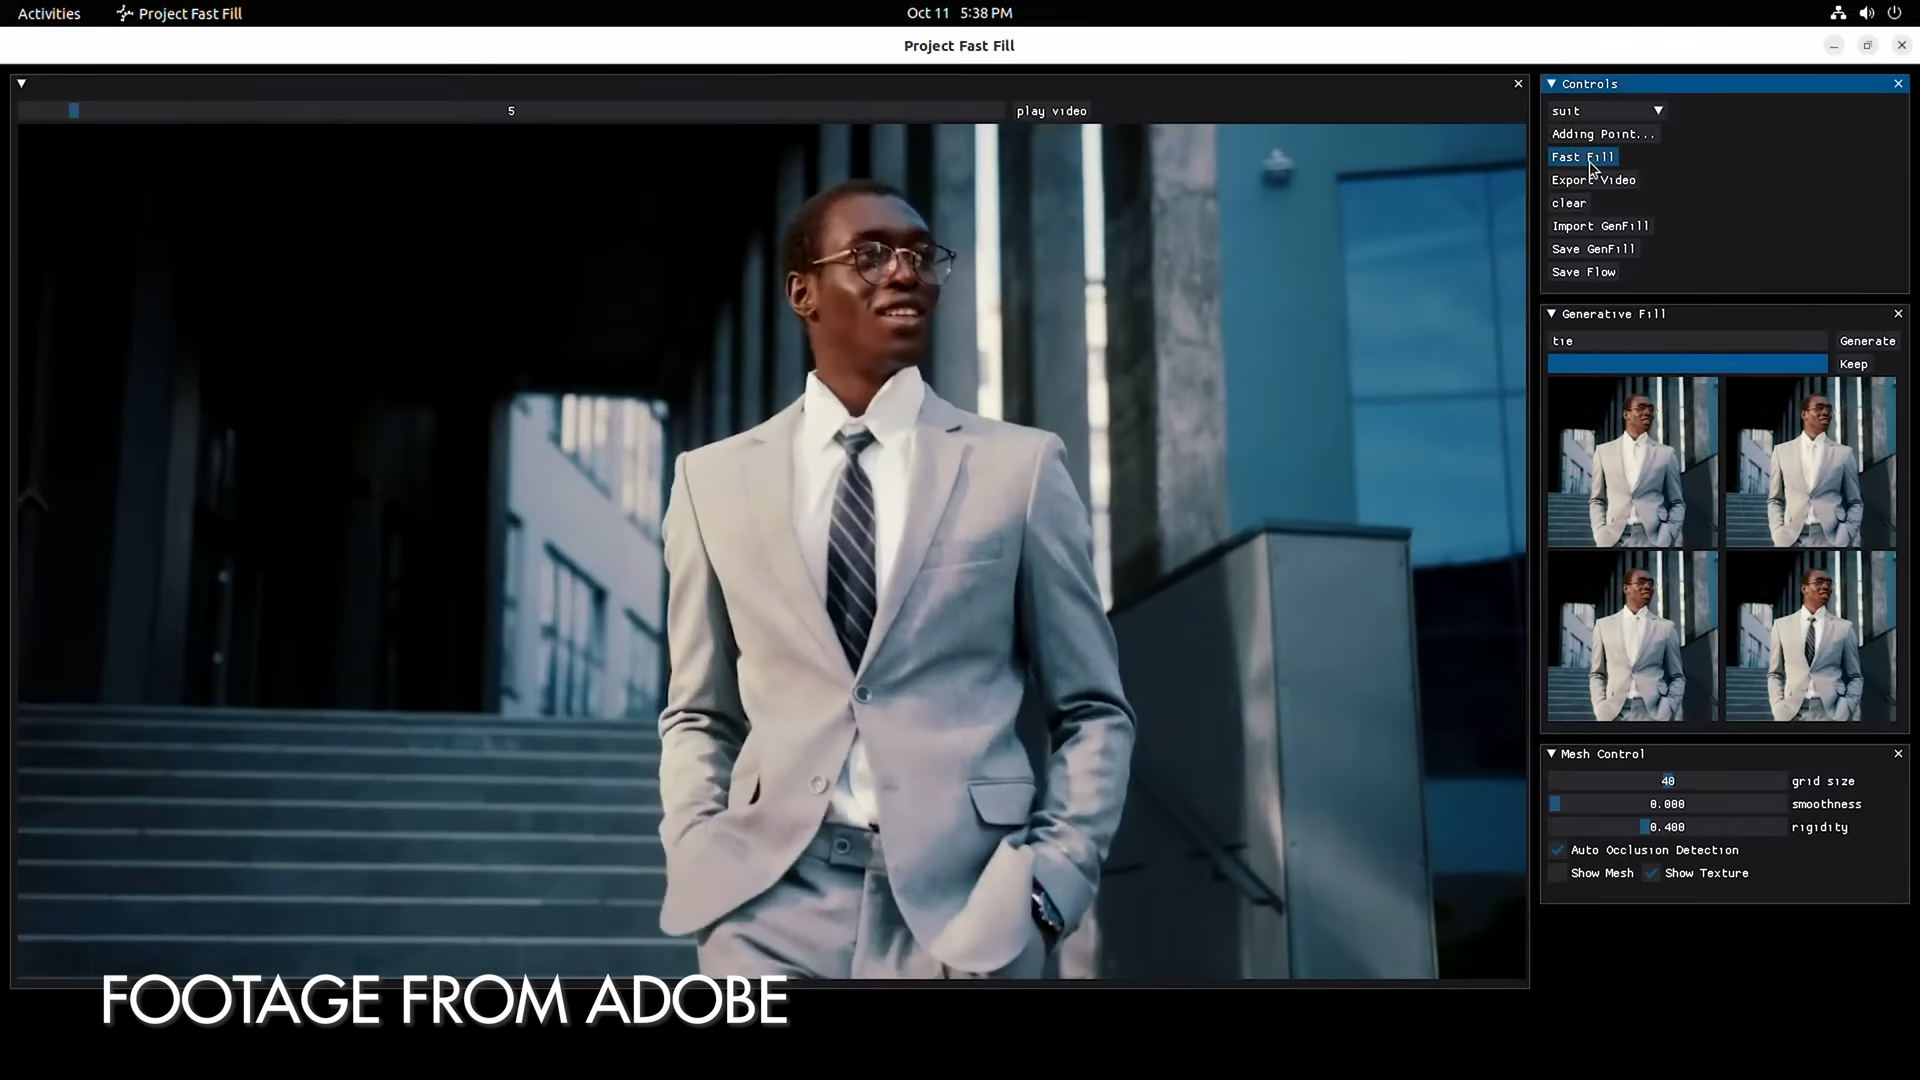 Activities
Project Fast Fill
Oct 11 5:38 PM
Project Fast Fill
5
play video
Controls
suit
Adding Point...
Fast Fill
Export Video
clear
Import GenFill
Save GenFill
Save Flow
Generative Fill
tie
Generate
Keep
Mesh Control
40
grid size
0.000
smoothness
0.400
rigidity
Auto Occlusion Detection
Show Mesh
Show Texture
FOOTAGE FROM ADOBE